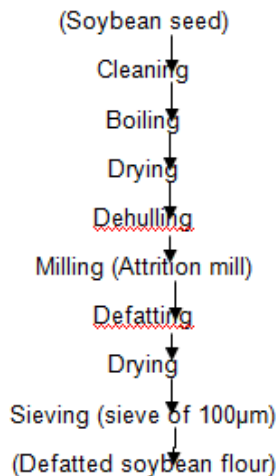 (Soybean seed)
Cleaning
Boiling
Drying
Dehulling
Milling (Attrition mill)
Defatting
Drying
Sieving (sieve of 100µm)
(Defatted soybean flour)